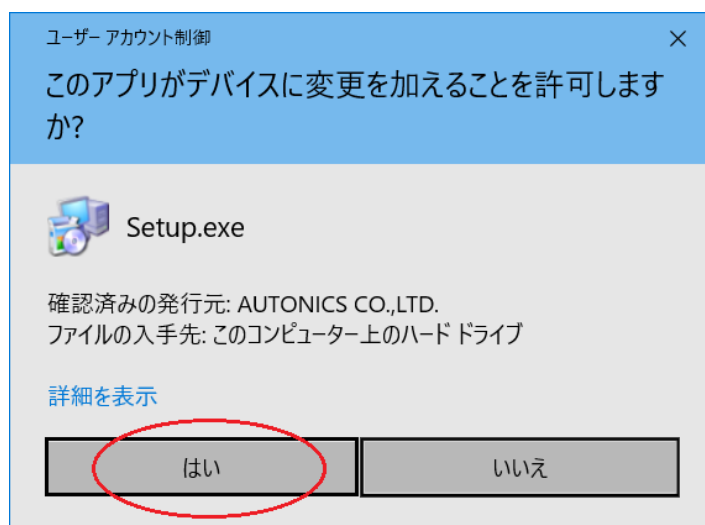 ユーザー アカウント制御
このアプリがデバイスに変更を加えることを許可します
か?
Setup.exe
確認済みの発行元: AUTONICS CO.,LTD.
ファイルの入手先: このコンピューター上のハード ドライブ
詳細を表示
はい
いいえ